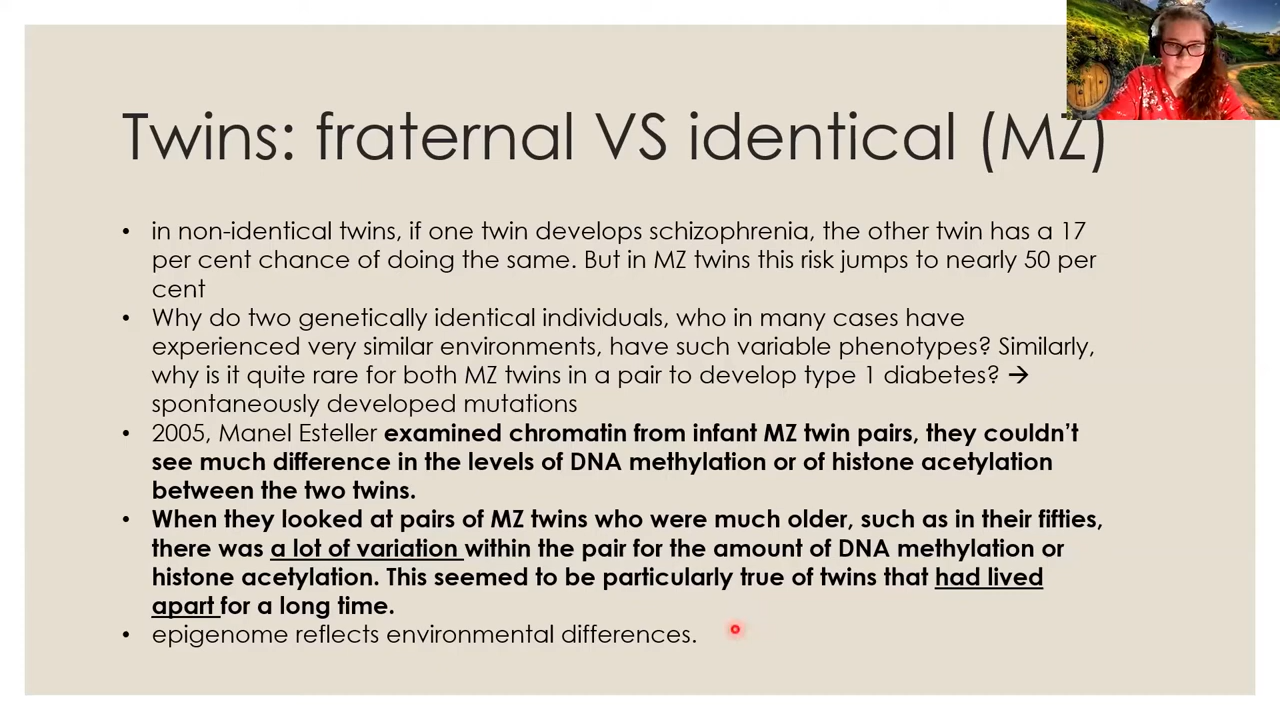 Twins: fraternal VS identical (MZ)
• in non-identical twins, if one twin develops schizophrenia, the other twin has a 17
per cent chance of doing the same. But in MZ twins this risk jumps to nearly 50 per
cent
• Why do two genetically identical individuals, who in many cases have
experienced very similar environments, have such variable phenotypes? Similarly,
why is it quite rare for both MZ twins in a pair to develop type 1 diabetes? →
spontaneously developed mutations
• 2005, Manel Esteller examined chromatin from infant MZ twin pairs, they couldn't
see much difference in the levels of DNA methylation or of histone acetylation
between the two twins.
• When they looked at pairs of MZ twins who were much older, such as in their fifties,
there was a lot of variation within the pair for the amount of DNA methylation or
histone acetylation. This seemed to be particularly true of twins that had lived
apart for a long time.
• epigenome reflects environmental differences.